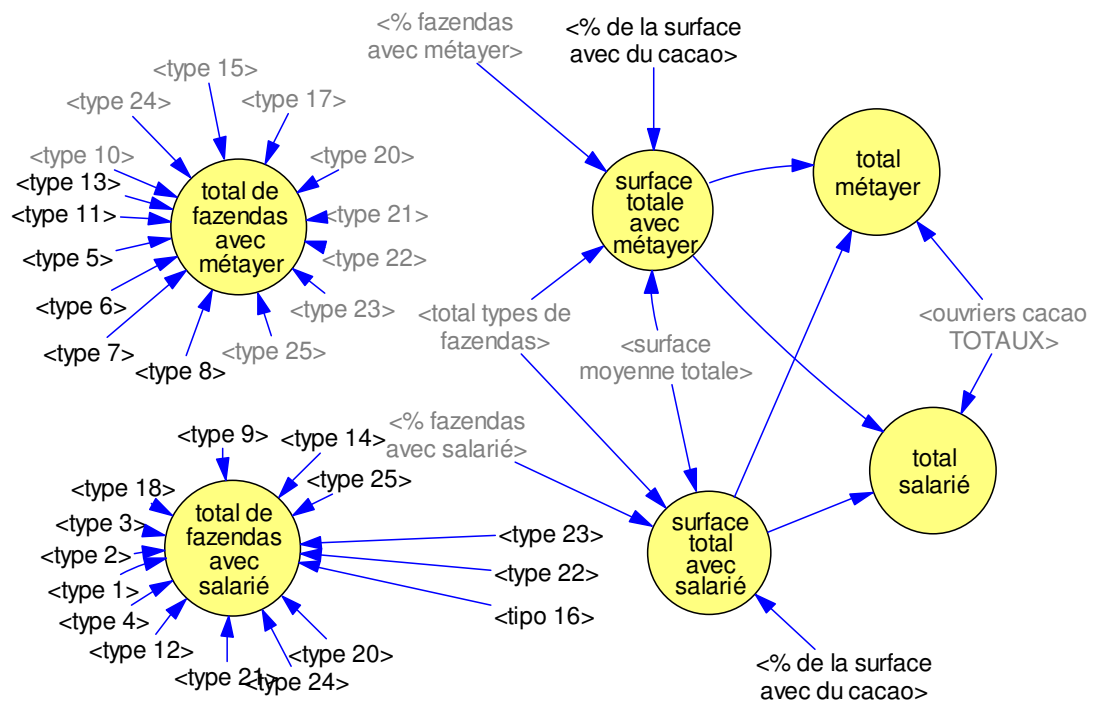 <% fazendas
avec métayer>
<% de la surface
avec du cacao>
<type 15>
<type 24>
<type 17>
<type 10>
<type 20>
<type 13>
<type 11>
<type 21>
<type 5>
<type 22>
<type 6>
<type 23>
<type 7>
<type 8>
<type 25>
total de
fazendas
avec
métayer
surface
totale
avec
métayer
total
métayer
<total types de
fazendas>
<surface
moyenne totale>
<ouvriers cacao
TOTAUX>
<% fazendas
avec salarié>
<type 9>
<type 14>
<type 18>
<type 25>
<type 3>
<type 2>
<type 1>
<type 4>
<type 12>
<type 21>
<type 24>
<type 20>
<type 23>
<type 22>
<tipo 16>
total de
fazendas
avec
salarié
surface
total
avec
salarié
total
salarié
<% de la surface
avec du cacao>